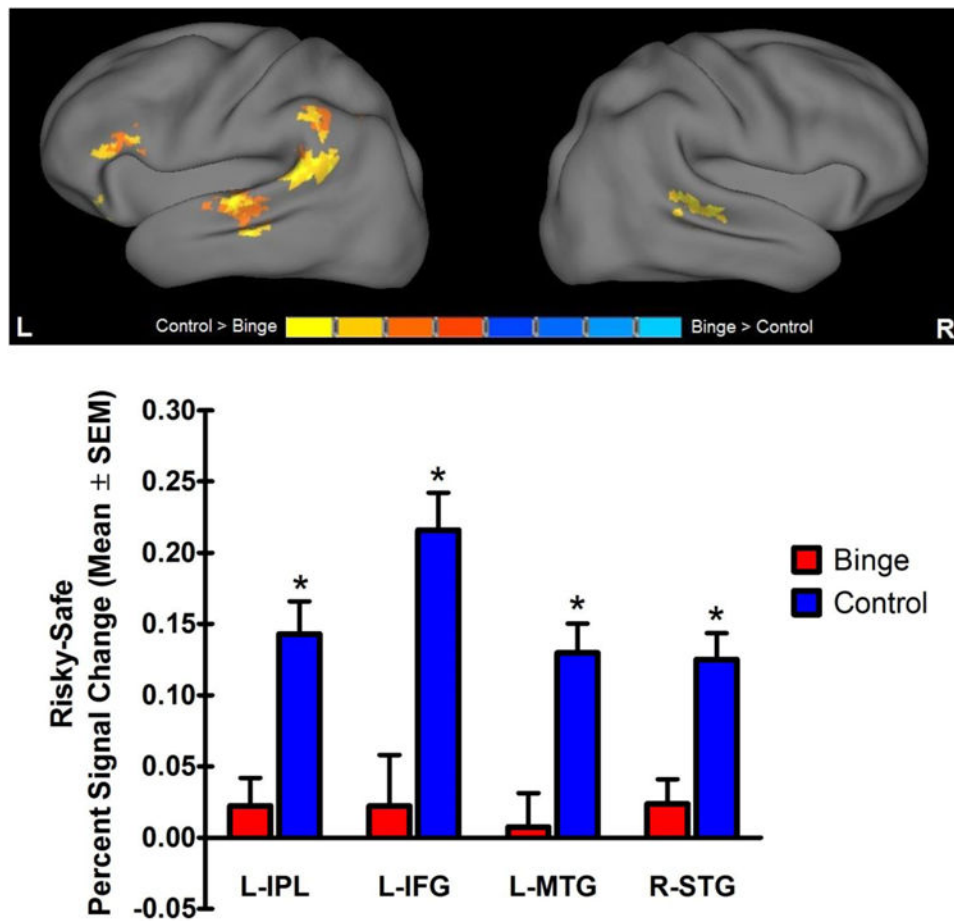 L
Control > Binge
Binge > Control
R
Risky-Safe
Percent Signal Change (Mean ± SEM)
0.30
0.25
0.20
0.15
0.10
0.05
0.00
-0.05
*
*
*
*
L-IPL
L-IFG
L-MTG
R-STG
Binge
Control